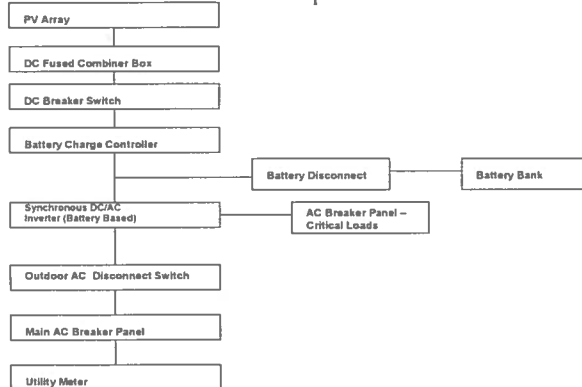 PV Array
DC Fused Combiner Box
DC Breaker Switch
Battery Charge Controller
Battery Disconnect
Battery Bank
Synchronous DC/AC
Inverter (Battery Based)
AC Breaker Panel –
Critical Loads
Outdoor AC Disconnect Switch
Main AC Breaker Panel
Utility Meter